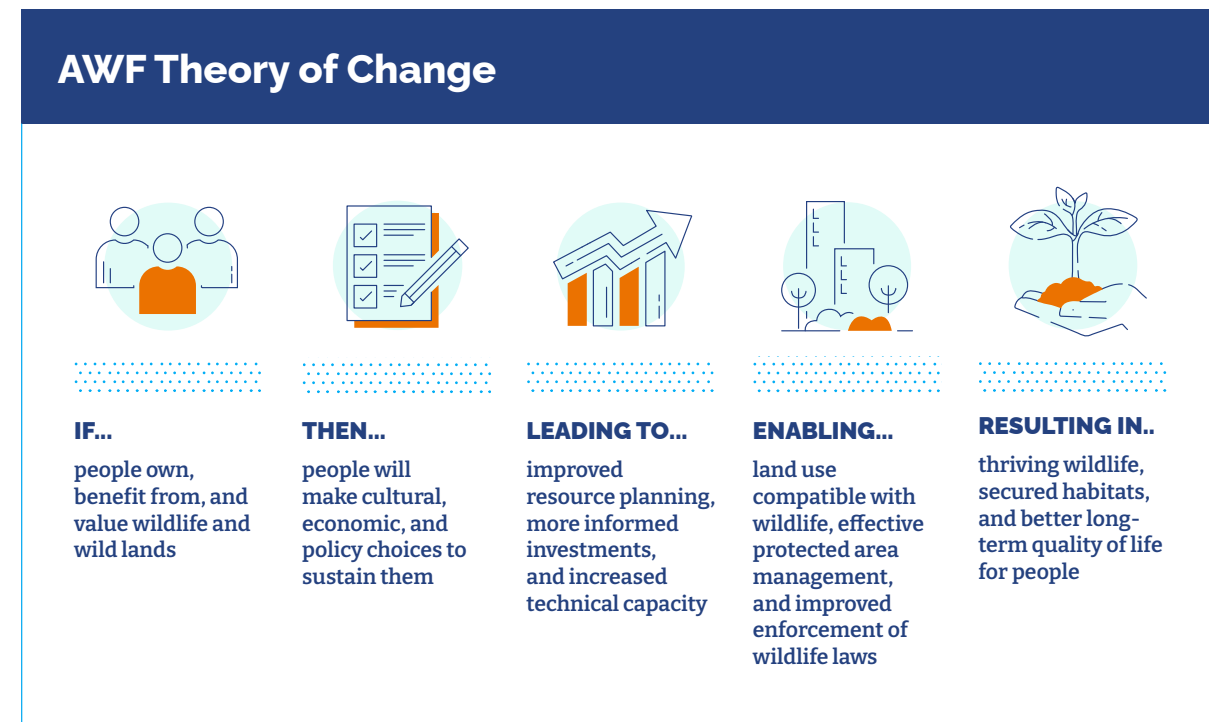 AWF Theory of Change
IF...
people own,
benefit from, and
value wildlife and
wild lands
THEN...
people will
make cultural,
economic, and
policy choices to
sustain them
LEADING TO...
improved
resource planning,
more informed
investments,
and increased
technical capacity
ENABLING...
land use
compatible with
wildlife, effective
protected area
management,
and improved
enforcement of
wildlife laws
RESULTING IN..
thriving wildlife,
secured habitats,
and better long-
term quality of life
for people